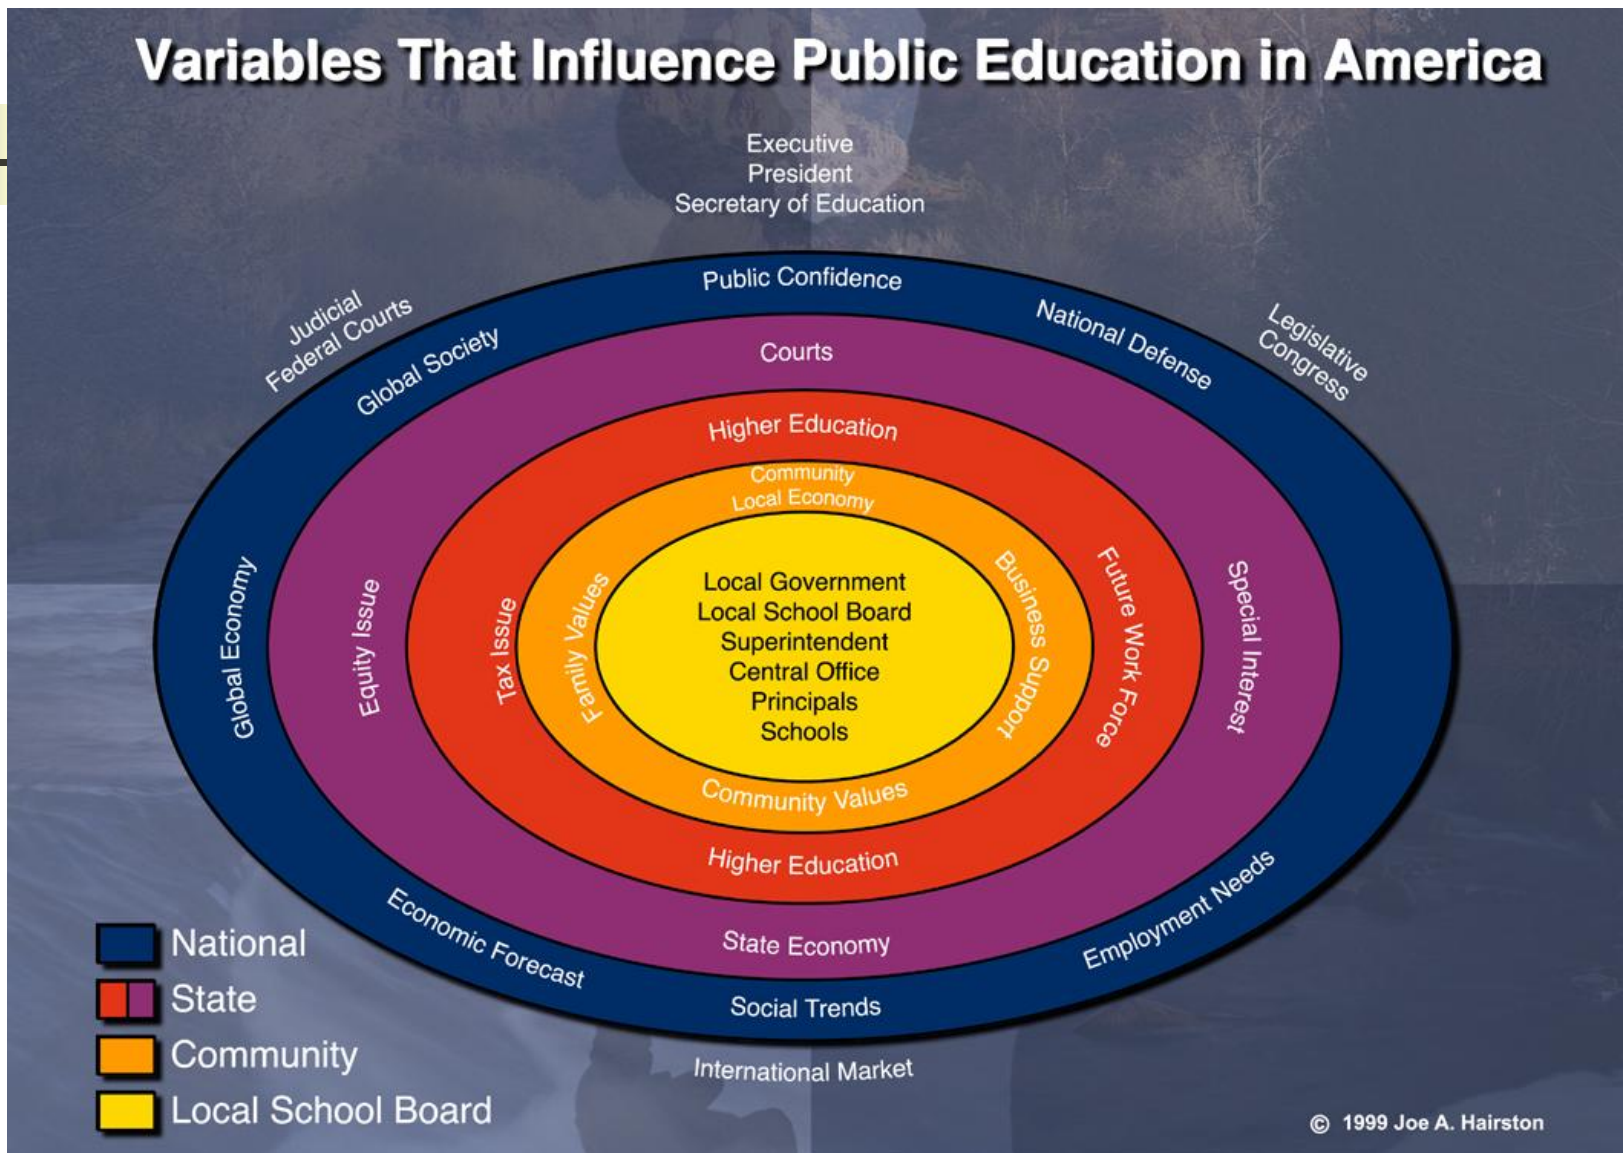 Variables That Influence Public Education in America
Executive
President
Secretary of Education
Judicial
Federal Courts
Legislative
Congress
Public Confidence
Global Society
National Defense
Courts
Higher Education
Community
Local Economy
Global Economy
Equity Issue
Tax Issue
Family Values
Local Government
Local School Board
Superintendent
Central Office
Principals
Schools
Business Support
Future Work Force
Special Interest
Community Values
Higher Education
State Economy
Economic Forecast
Employment Needs
Social Trends
International Market
National
State
Community
Local School Board
© 1999 Joe A. Hairston